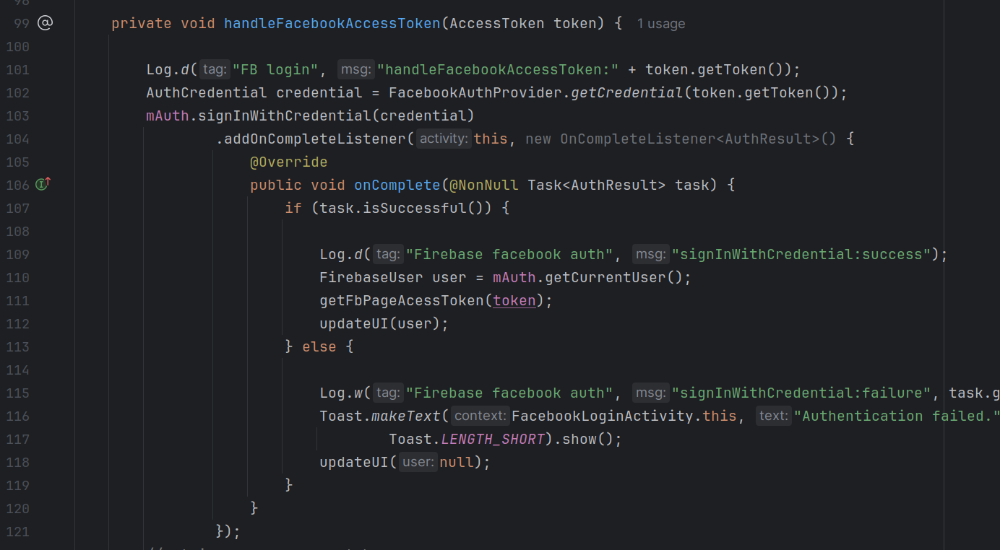 98
99 private void handleFacebookAccessToken(AccessToken token) { 1 usage
100
101 Log.d( tag: "FB login", msg: "handleFacebookAccessToken:" + token.getToken());
102 AuthCredential credential = FacebookAuthProvider.getCredential(token.getToken());
103 mAuth.signInWithCredential(credential)
104 .addOnCompleteListener( activity: this, new OnCompleteListener<AuthResult>() {
105 @Override
106 public void onComplete(@NonNull Task<AuthResult> task) {
107 if (task.isSuccessful()) {
108
109 Log.d( tag: "Firebase facebook auth", msg: "signInWithCredential:success");
110 FirebaseUser user = mAuth.getCurrentUser();
111 getFbPageAcessToken(token);
112 updateUI(user);
113 } else {
114
115 Log.w( tag: "Firebase facebook auth", msg: "signInWithCredential:failure", task.g
116 Toast.makeText( context: FacebookLoginActivity.this, text: "Authentication failed."
117 Toast.LENGTH_SHORT).show();
118 updateUI( user: null);
119 }
120 }
121 });